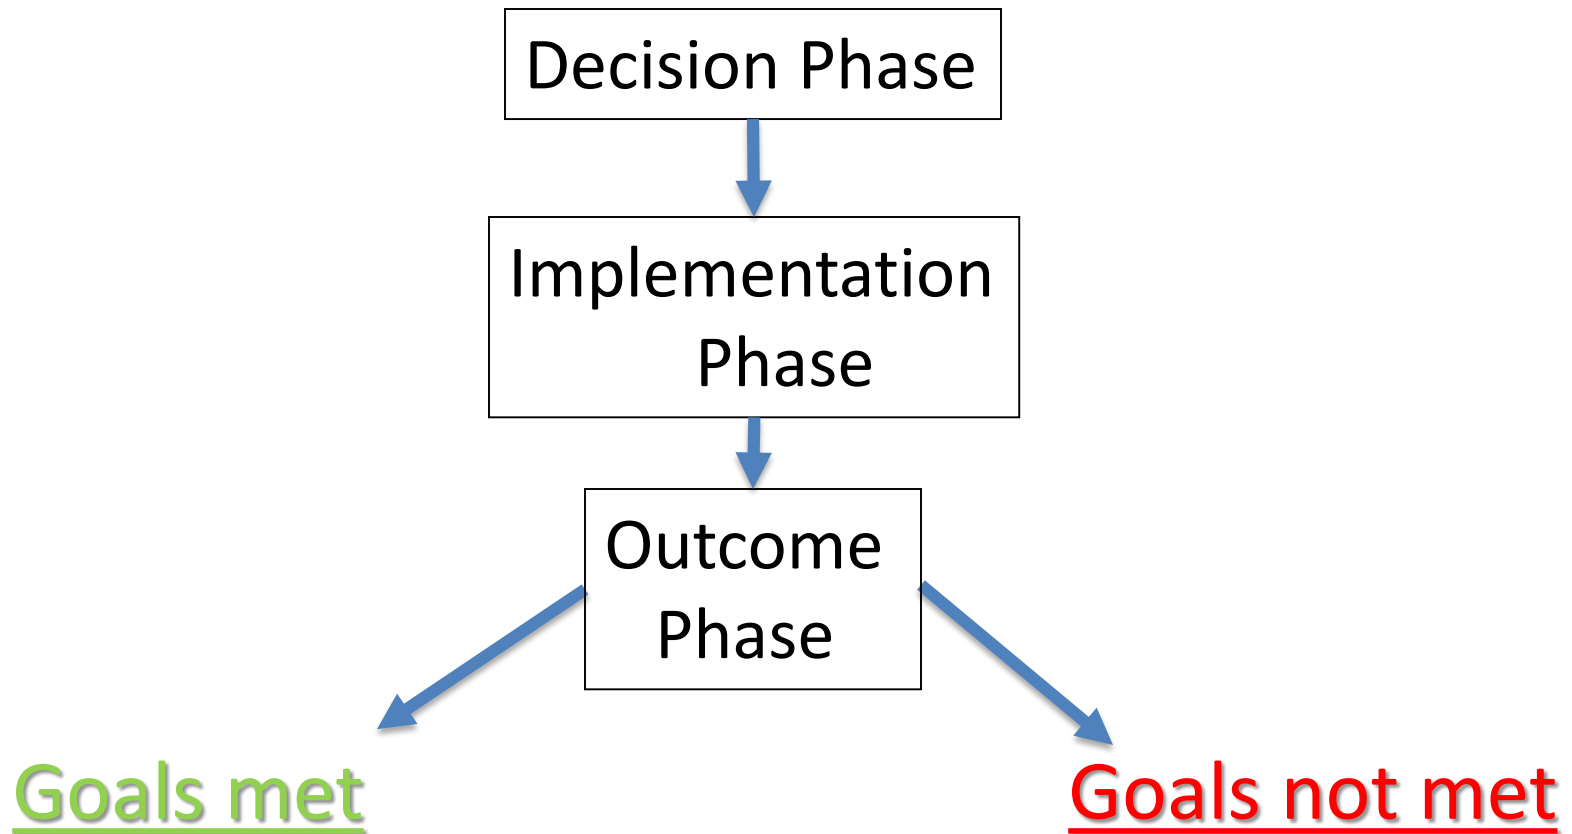 Decision Phase
Implementation
Phase
Outcome
Phase
Goals met
Goals not met